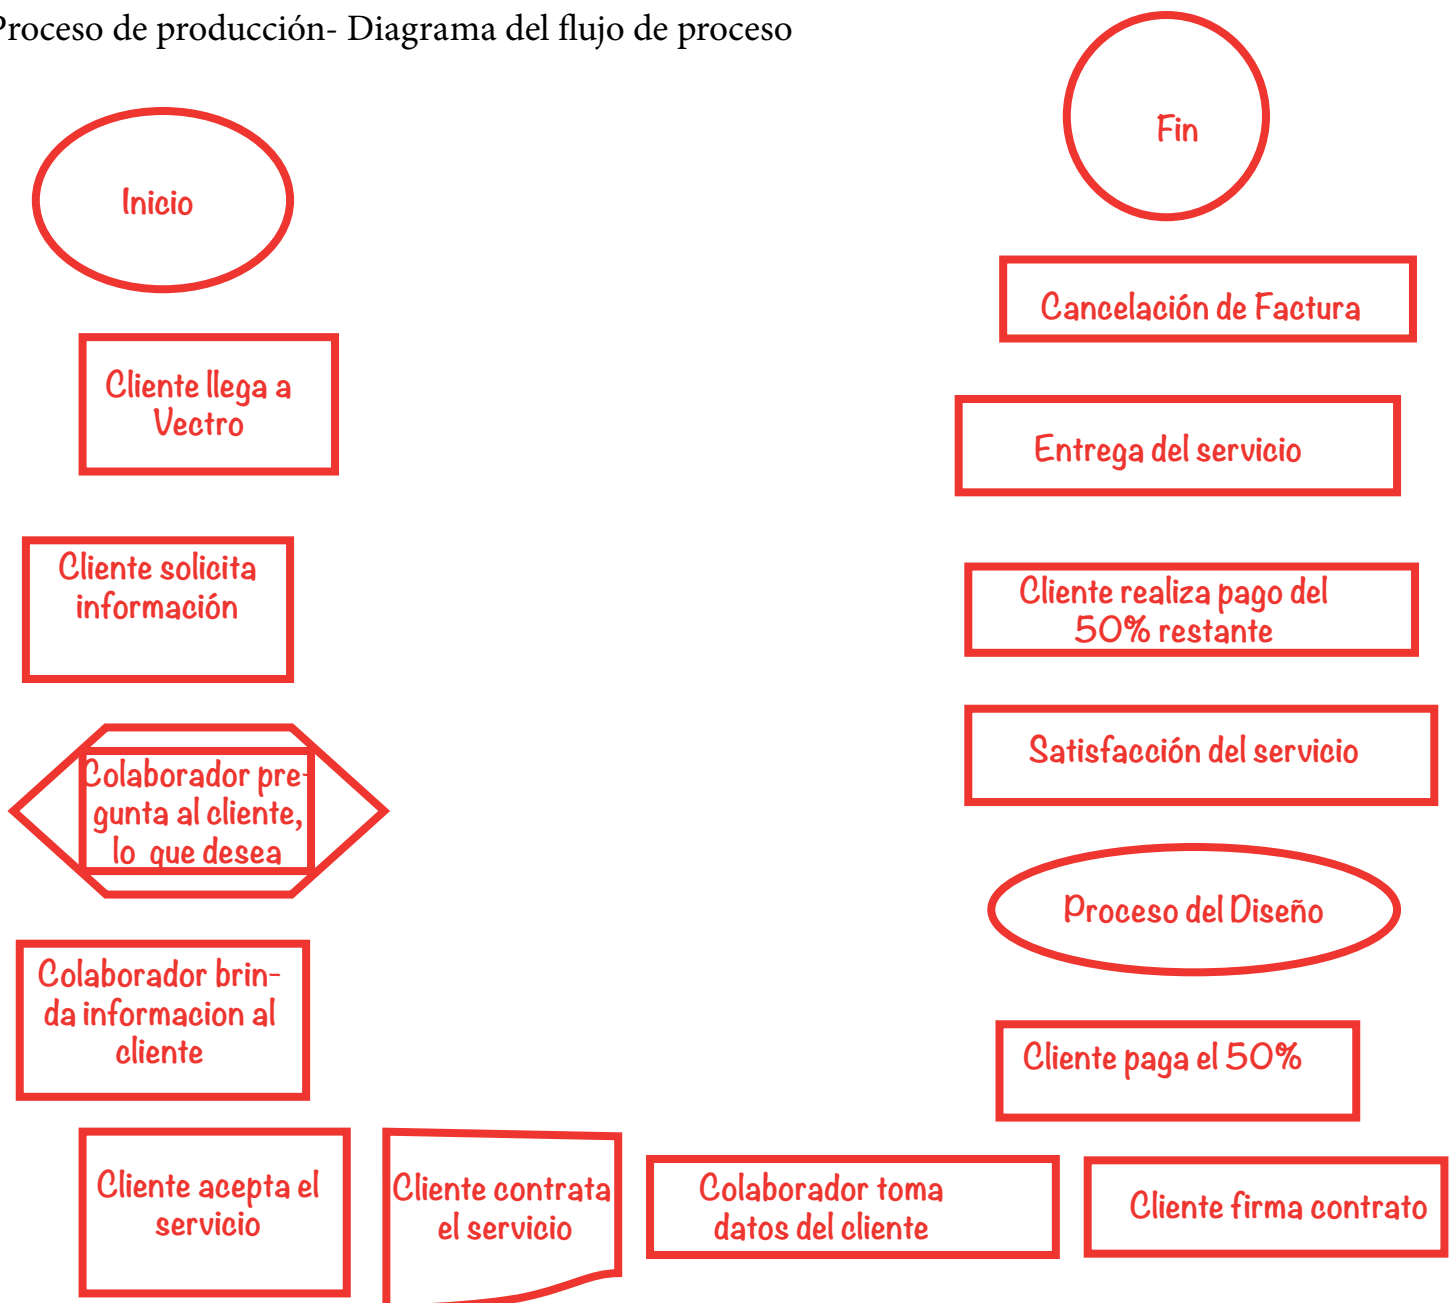 Proceso de producción- Diagrama del flujo de proceso
Inicio
Cliente llega a
Vectro
Cliente solicita
información
Colaborador pre-
gunta al cliente,
lo que desea
Colaborador brin-
da informacion al
cliente
Cliente acepta el
servicio
Cliente contrata
el servicio
Colaborador toma
datos del cliente
Cliente firma contrato
Cliente paga el 50%
Proceso del Diseño
Satisfacción del servicio
Cliente realiza pago del
50% restante
Entrega del servicio
Cancelación de Factura
Fin